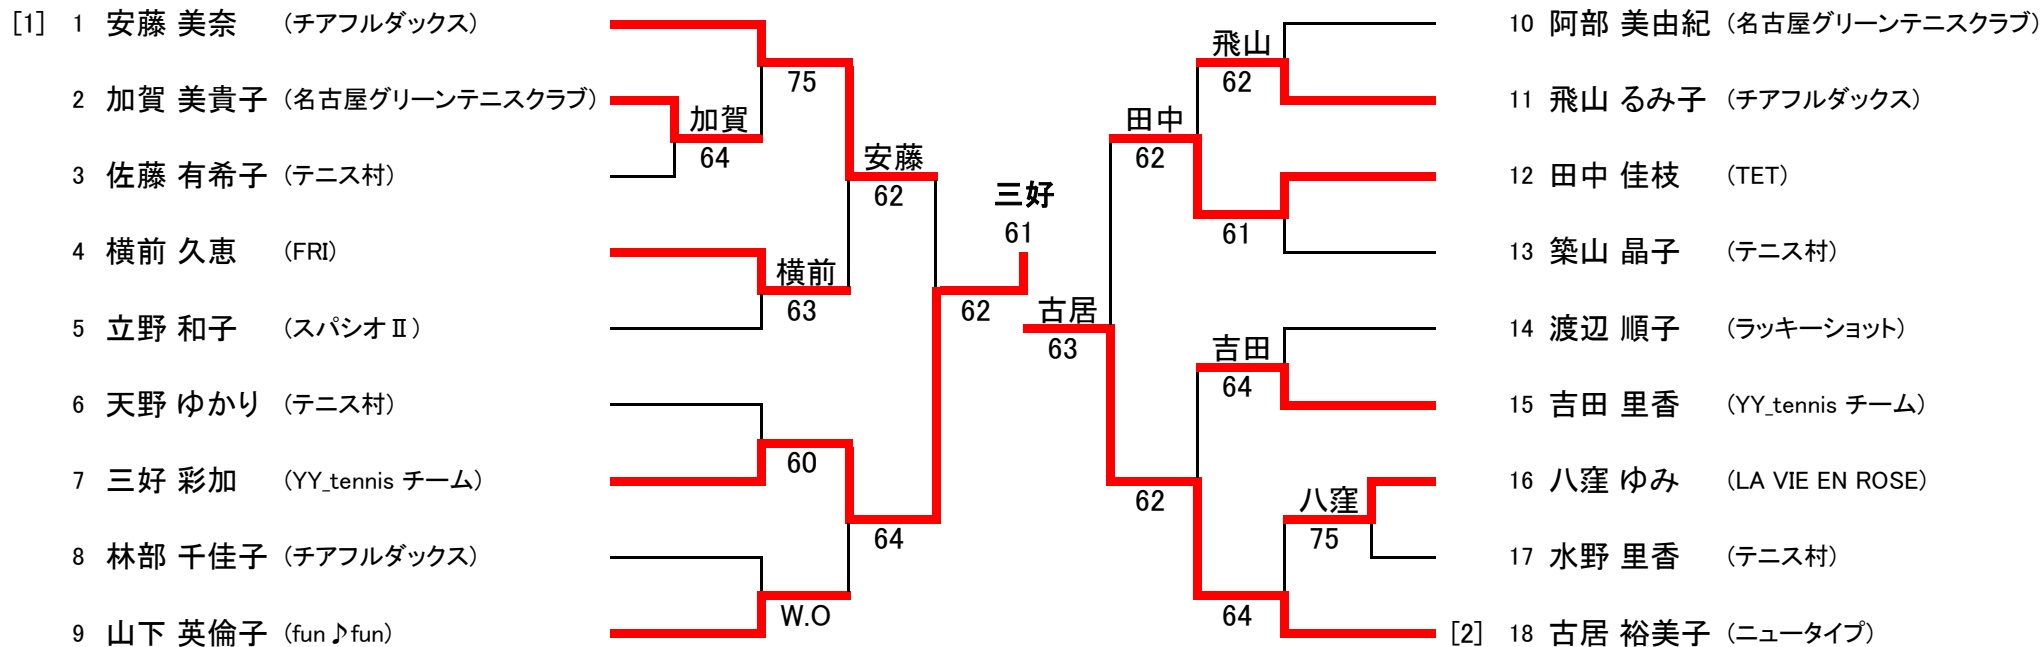 [1] 1 安藤 美奈 (チアフルダックス)
2 加賀 美貴子 (名古屋グリーンテニスクラブ)
3 佐藤 有希子 (テニス村)
4 横前 久恵 (FRI)
5 立野 和子 (スパシオⅡ)
6 天野 ゆかり (テニス村)
7 三好 彩加 (YY_tennis チーム)
8 林部 千佳子 (チアフルダックス)
9 山下 英倫子 (fun♪fun)
加賀
64
75
横前
63
60
W.O
安藤
62
64
62
三好
61
古居
63
田中
62
62
飛山
62
61
吉田
64
八窪
75
64
10 阿部 美由紀 (名古屋グリーンテニスクラブ)
11 飛山 るみ子 (チアフルダックス)
12 田中 佳枝 (TET)
13 築山 晶子 (テニス村)
14 渡辺 順子 (ラッキーショット)
15 吉田 里香 (YY_tennis チーム)
16 八窪 ゆみ (LA VIE EN ROSE)
17 水野 里香 (テニス村)
[2] 18 古居 裕美子 (ニュータイプ)